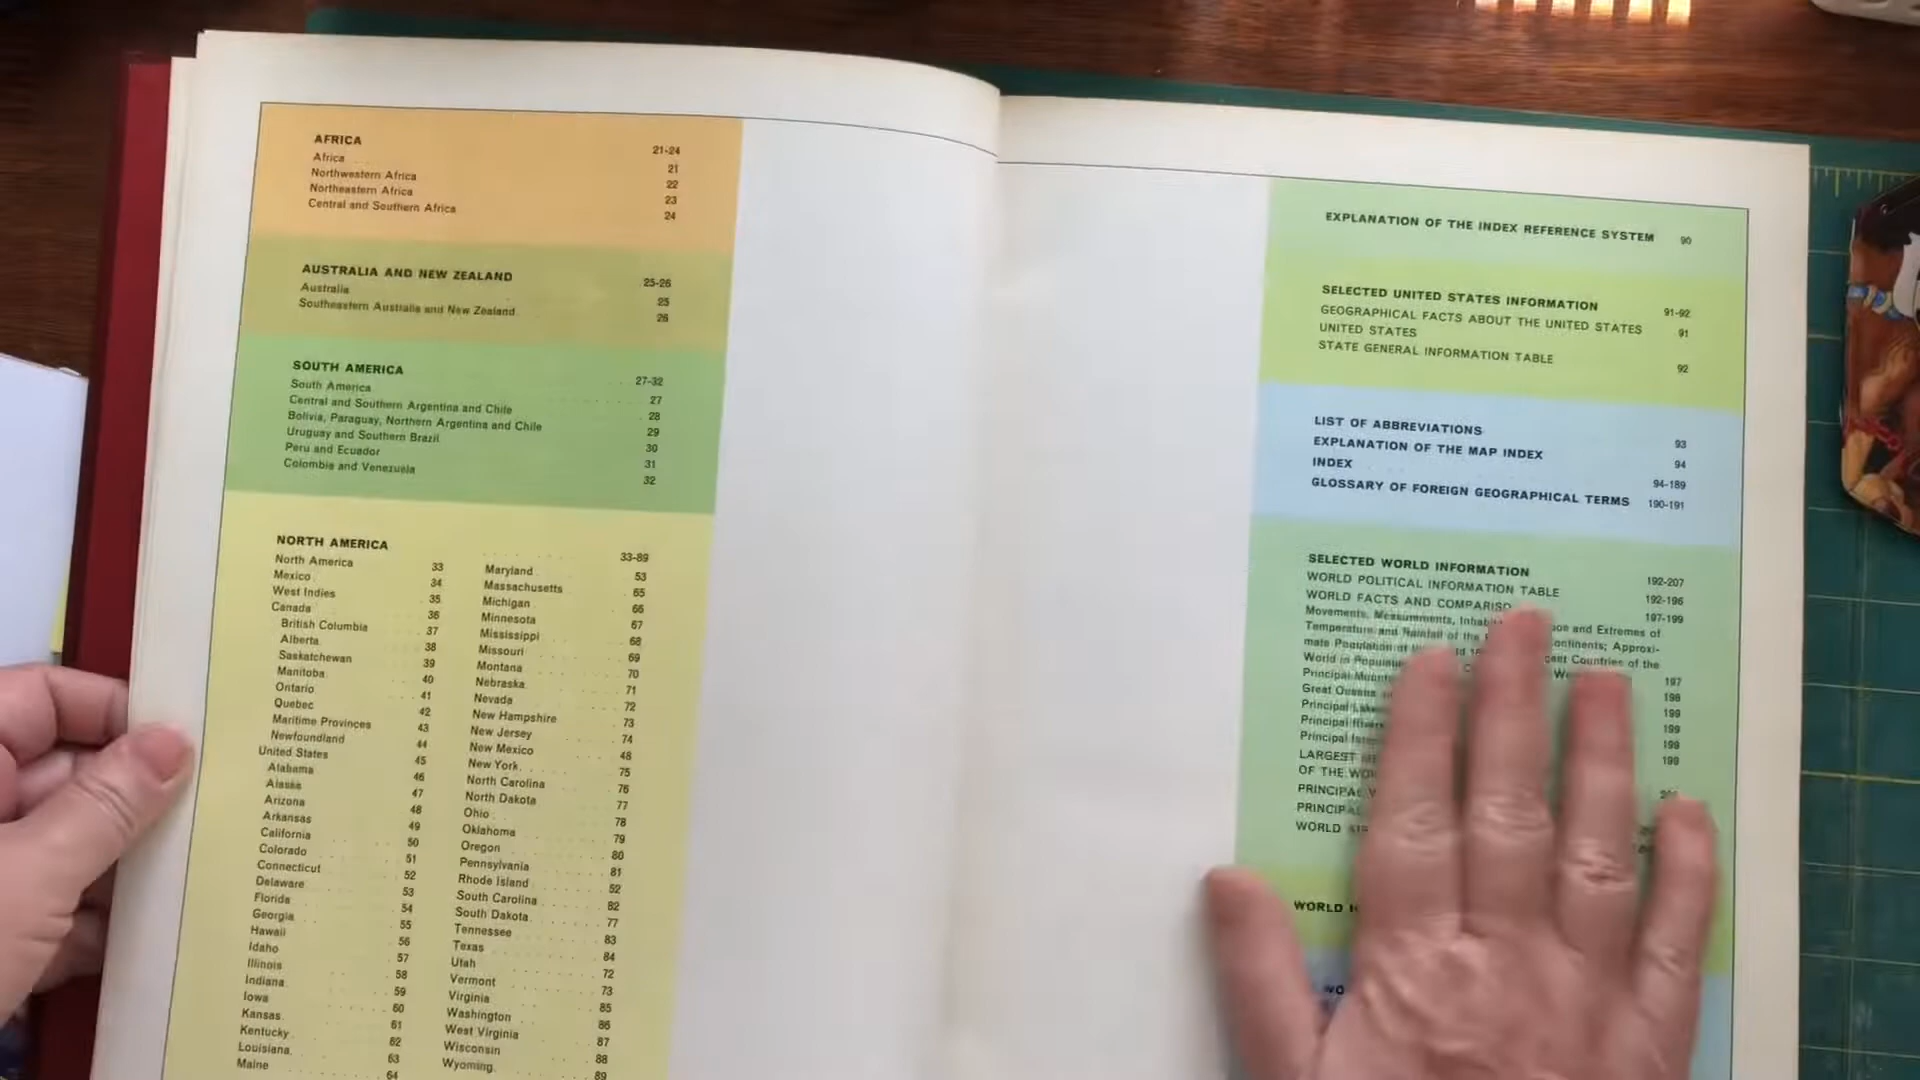 AFRICA 21-24
Africa 21
Northwestern Africa 22
Northeastern Africa 23
Central and Southern Africa 24
AUSTRALIA AND NEW ZEALAND 25-26
Australia 25
Southeastern Australia and New Zealand 26
SOUTH AMERICA 27-32
South America 27
Central and Southern Argentina and Chile 28
Bolivia, Paraguay, Northern Argentina and Chile 29
Uruguay and Southern Brazil 30
Peru and Ecuador 31
Colombia and Venezuela 32
NORTH AMERICA 33-89
North America 33
Mexico 34
West Indies 35
Canada 36
British Columbia 37
Alberta 38
Saskatchewan 39
Manitoba 40
Ontario 41
Quebec 42
Maritime Provinces 43
Newfoundland 44
United States 45
Alabama 46
Alaska 47
Arizona 48
Arkansas 49
California 50
Colorado 51
Connecticut 52
Delaware 53
Florida 54
Georgia 55
Hawaii 56
Idaho 57
Illinois 58
Indiana 59
Iowa 60
Kansas 61
Kentucky 62
Louisiana 63
Maine 64
Maryland 53
Massachusetts 65
Michigan 66
Minnesota 67
Mississippi 68
Missouri 69
Montana 70
Nebraska 71
Nevada 72
New Hampshire 73
New Jersey 74
New Mexico 48
New York 75
North Carolina 76
North Dakota 77
Ohio 78
Oklahoma 79
Oregon 80
Pennsylvania 81
Rhode Island 52
South Carolina 82
South Dakota 77
Tennessee 83
Texas 84
Utah 72
Vermont 73
Virginia 85
Washington 86
West Virginia 87
Wisconsin 88
Wyoming 89
EXPLANATION OF THE INDEX REFERENCE SYSTEM 90
SELECTED UNITED STATES INFORMATION 91-92
GEOGRAPHICAL FACTS ABOUT THE UNITED STATES 91
UNITED STATES
STATE GENERAL INFORMATION TABLE 92
LIST OF ABBREVIATIONS 93
EXPLANATION OF THE MAP INDEX 94
INDEX 94-189
GLOSSARY OF FOREIGN GEOGRAPHICAL TERMS 190-191
SELECTED WORLD INFORMATION 192-207
WORLD POLITICAL INFORMATION TABLE 192-196
WORLD FACTS AND 197-199
Movements, Measurements, and Extremes of
Temperature and Rainfall of the Continents; Approxi-
mate Population of Countries of the
World in 197
Principal 198
Great Oceans 199
Principal 199
Principal 199
Principal 199
LARGEST
OF THE
PRINCIPAL
WORLD
WORLD